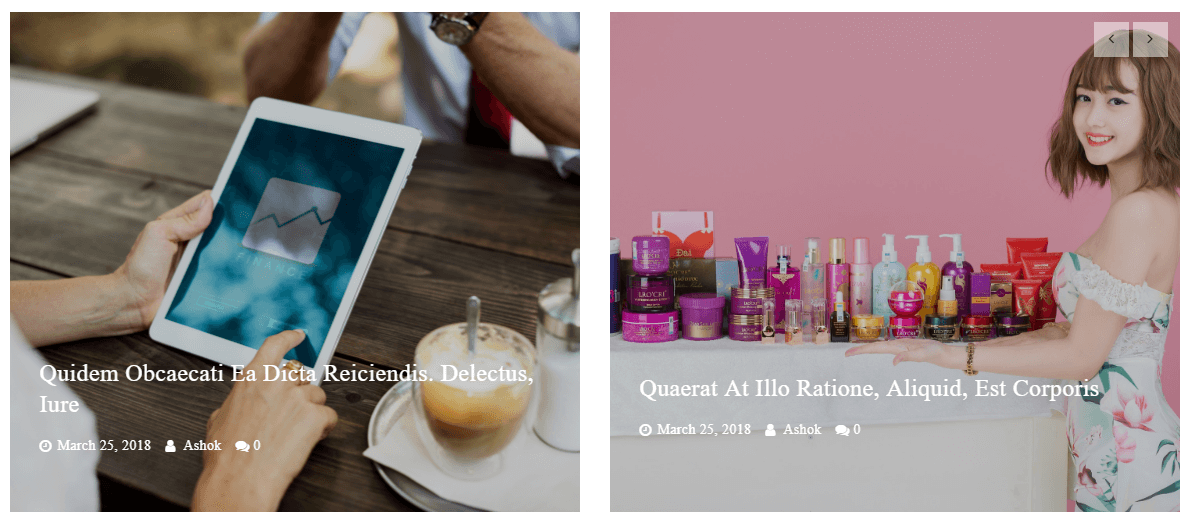 FINANCE
Quidem Obcaecati Ea Dicta Reiciendis. Delectus,
Iure
March 25, 2018 Ashok 0
Quaerat At Illo Ratione, Aliquid, Est Corporis
March 25, 2018 Ashok 0